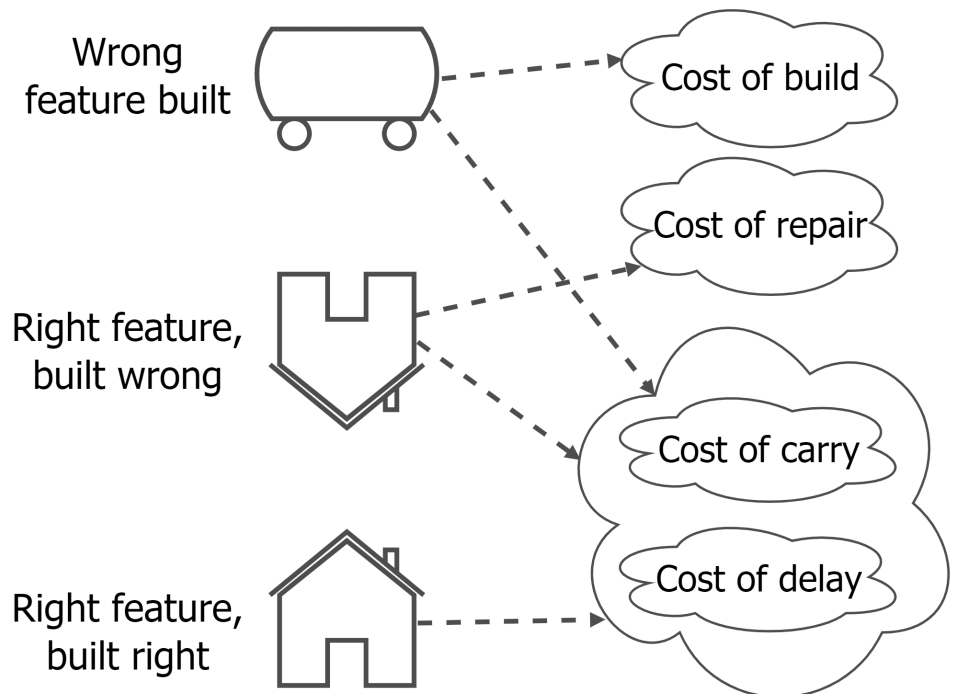 Wrong
feature built
Cost of build
Cost of repair
Right feature,
built wrong
Cost of carry
Cost of delay
Right feature,
built right